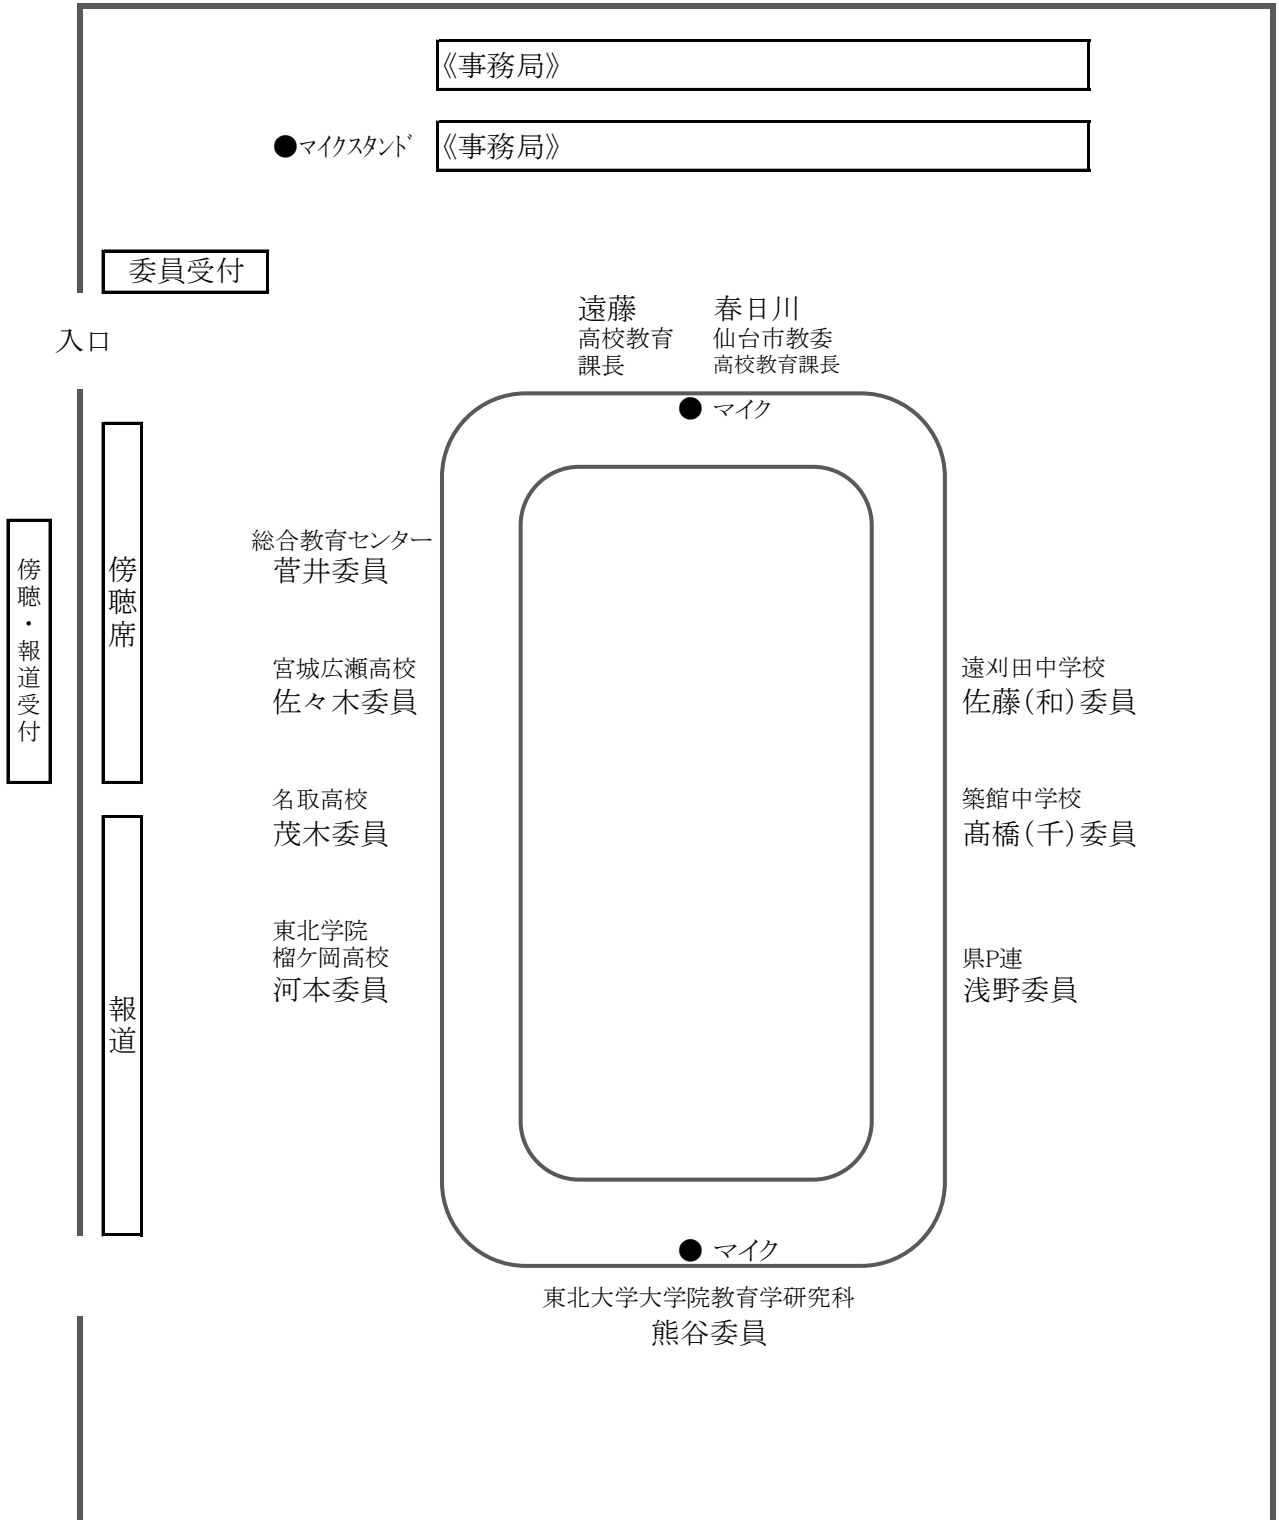 《事務局》
●マイクスタンド 《事務局》
委員受付
入口
遠藤
高校教育
課長
春日川
仙台市教委
高校教育課長
● マイク
傍聴・報道受付
傍聴席
報道
総合教育センター
菅井委員
宮城広瀬高校
佐々木委員
名取高校
茂木委員
東北学院
榴ケ岡高校
河本委員
遠刈田中学校
佐藤(和)委員
築館中学校
髙橋(千)委員
県P連
浅野委員
● マイク
東北大学大学院教育学研究科
熊谷委員